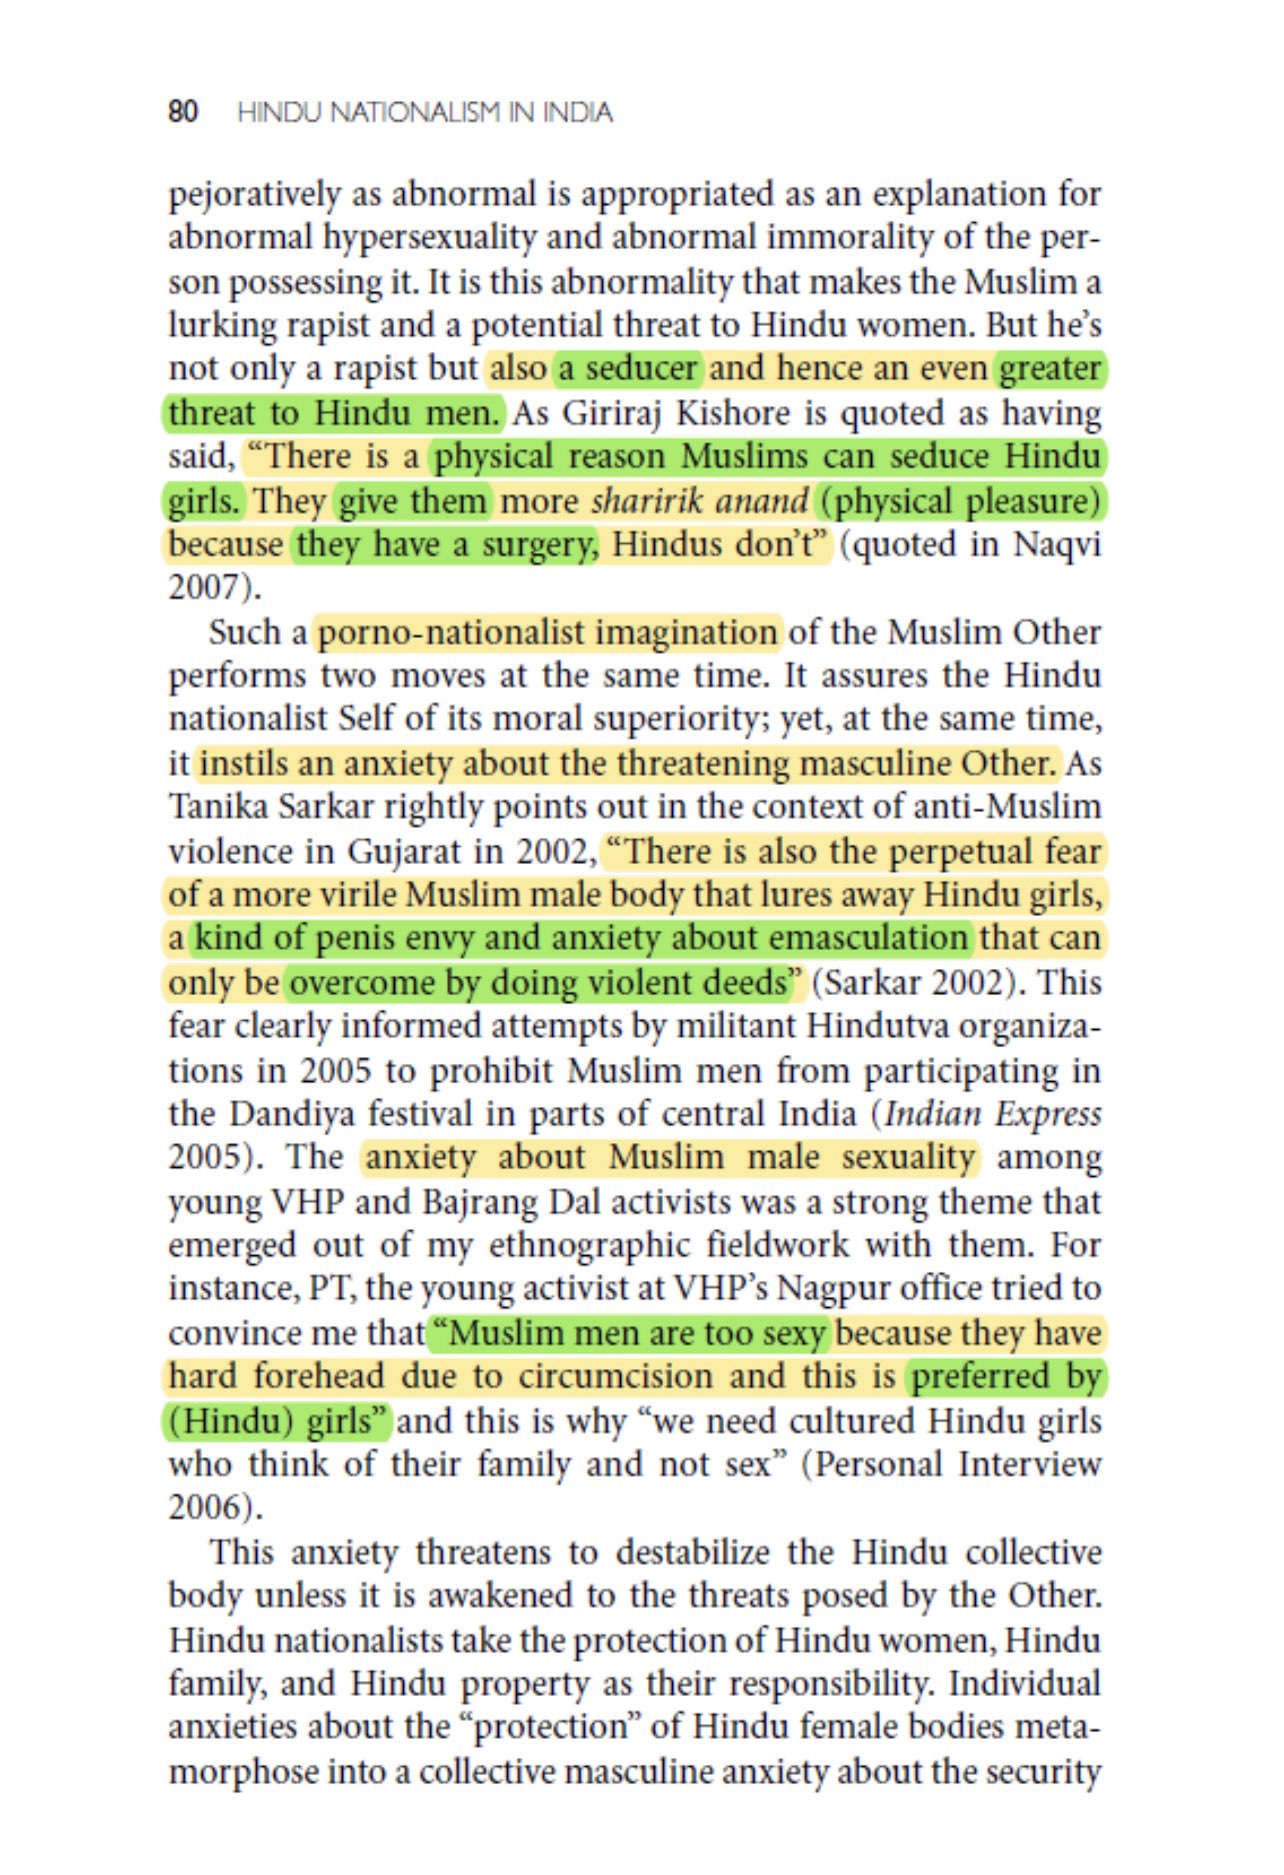 80 HINDU NATIONALISM IN INDIA
pejoratively as abnormal is appropriated as an explanation for
abnormal hypersexuality and abnormal immorality of the per-
son possessing it. It is this abnormality that makes the Muslim a
lurking rapist and a potential threat to Hindu women. But he’s
not only a rapist but also a seducer and hence an even greater
threat to Hindu men. As Giriraj Kishore is quoted as having
said, “There is a physical reason Muslims can seduce Hindu
girls. They give them more sharirik anand (physical pleasure)
because they have a surgery, Hindus don’t” (quoted in Naqvi
2007).
Such a porno-nationalist imagination of the Muslim Other
performs two moves at the same time. It assures the Hindu
nationalist Self of its moral superiority; yet, at the same time,
it instils an anxiety about the threatening masculine Other. As
Tanika Sarkar rightly points out in the context of anti-Muslim
violence in Gujarat in 2002, “There is also the perpetual fear
of a more virile Muslim male body that lures away Hindu girls,
a kind of penis envy and anxiety about emasculation that can
only be overcome by doing violent deeds” (Sarkar 2002). This
fear clearly informed attempts by militant Hindutva organiza-
tions in 2005 to prohibit Muslim men from participating in
the Dandiya festival in parts of central India (Indian Express
2005). The anxiety about Muslim male sexuality among
young VHP and Bajrang Dal activists was a strong theme that
emerged out of my ethnographic fieldwork with them. For
instance, PT, the young activist at VHP’s Nagpur office tried to
convince me that “Muslim men are too sexy because they have
hard forehead due to circumcision and this is preferred by
(Hindu) girls” and this is why “we need cultured Hindu girls
who think of their family and not sex” (Personal Interview
2006).
This anxiety threatens to destabilize the Hindu collective
body unless it is awakened to the threats posed by the Other.
Hindu nationalists take the protection of Hindu women, Hindu
family, and Hindu property as their responsibility. Individual
anxieties about the “protection” of Hindu female bodies meta-
morphose into a collective masculine anxiety about the security